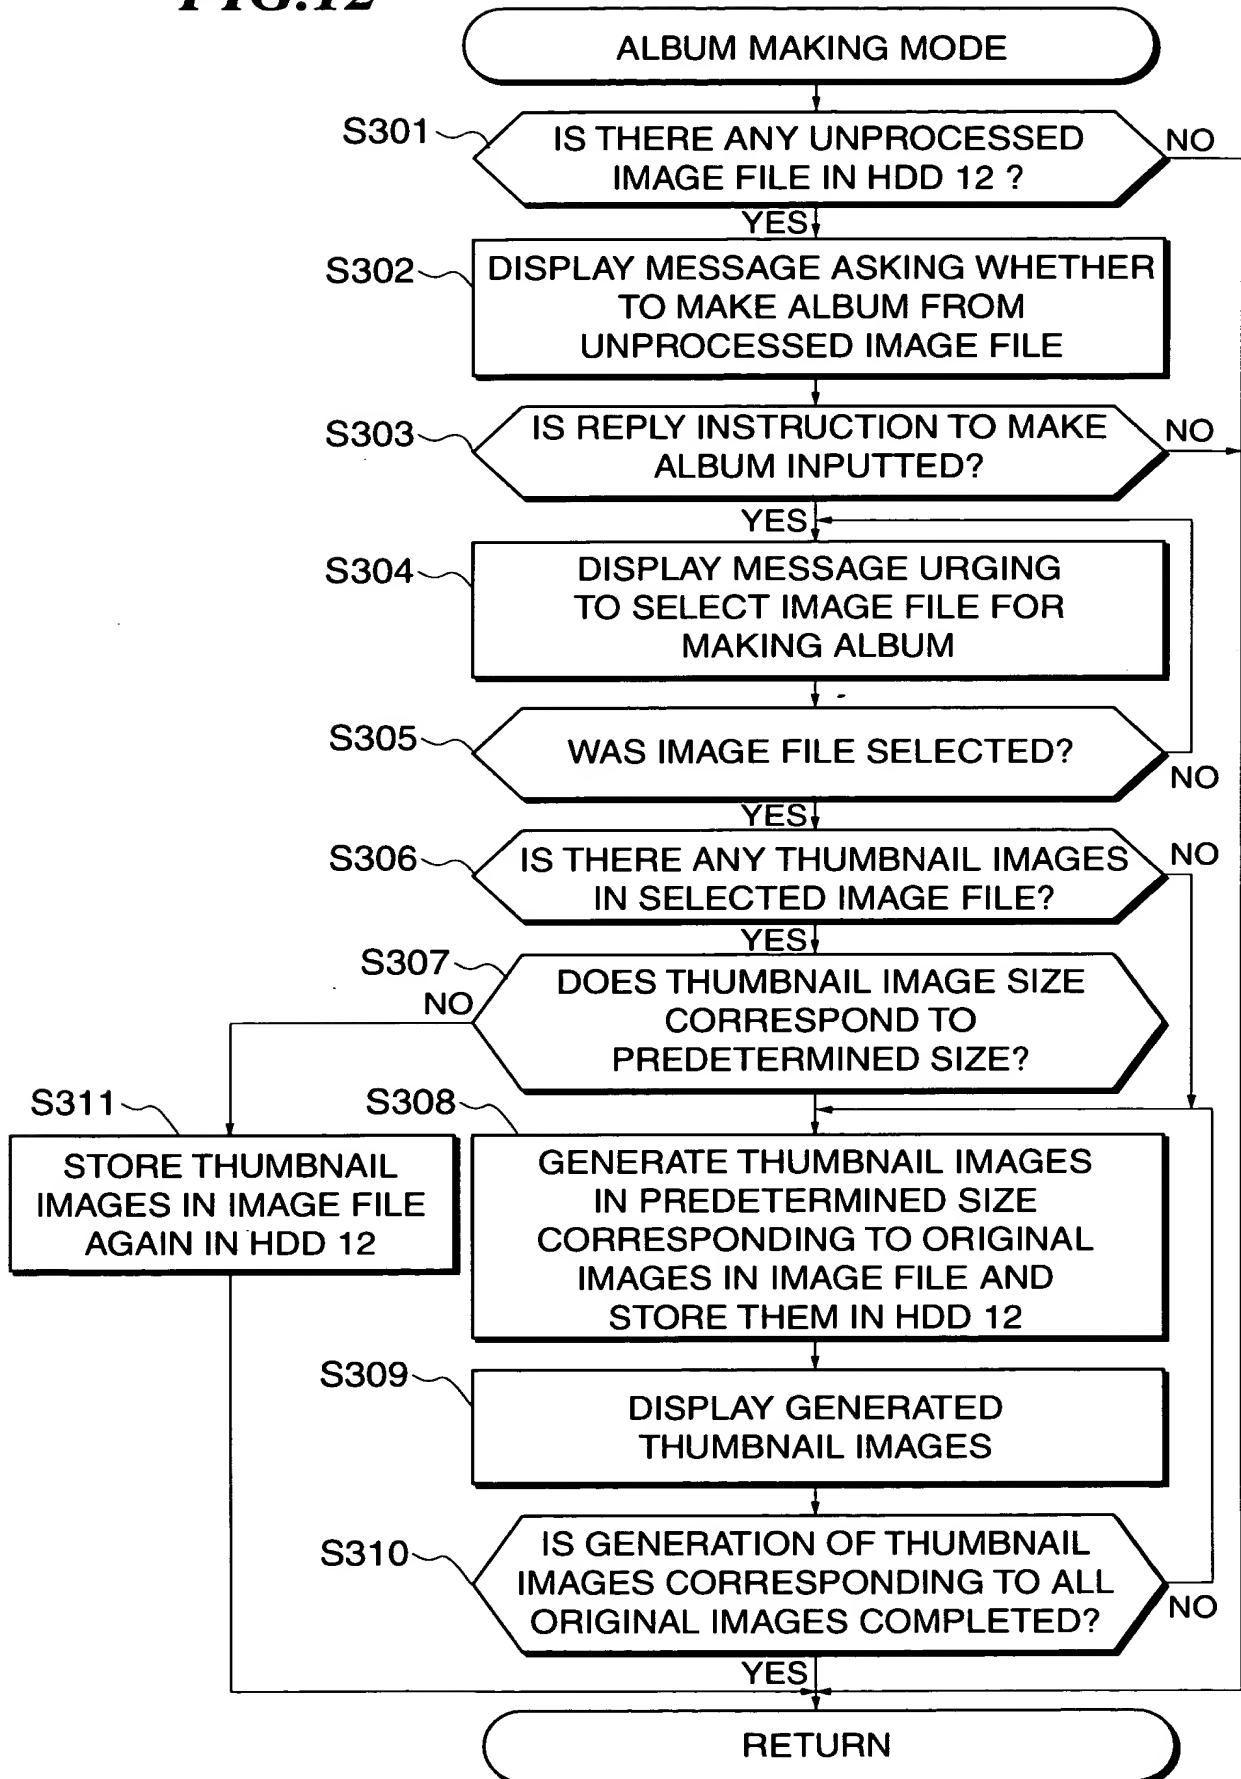 FIG.12
ALBUM MAKING MODE
S301
IS THERE ANY UNPROCESSED
IMAGE FILE IN HDD 12 ?
NO
YES
S302
DISPLAY MESSAGE ASKING WHETHER
TO MAKE ALBUM FROM
UNPROCESSED IMAGE FILE
S303
IS REPLY INSTRUCTION TO MAKE
ALBUM INPUTTED?
NO
YES
S304
DISPLAY MESSAGE URGING
TO SELECT IMAGE FILE FOR
MAKING ALBUM
S305
WAS IMAGE FILE SELECTED?
NO
YES
S306
IS THERE ANY THUMBNAIL IMAGES
IN SELECTED IMAGE FILE?
NO
YES
S307
NO
DOES THUMBNAIL IMAGE SIZE
CORRESPOND TO
PREDETERMINED SIZE?
S311
STORE THUMBNAIL
IMAGES IN IMAGE FILE
AGAIN IN HDD 12
S308
GENERATE THUMBNAIL IMAGES
IN PREDETERMINED SIZE
CORRESPONDING TO ORIGINAL
IMAGES IN IMAGE FILE AND
STORE THEM IN HDD 12
S309
DISPLAY GENERATED
THUMBNAIL IMAGES
S310
IS GENERATION OF THUMBNAIL
IMAGES CORRESPONDING TO ALL
ORIGINAL IMAGES COMPLETED?
NO
YES
RETURN